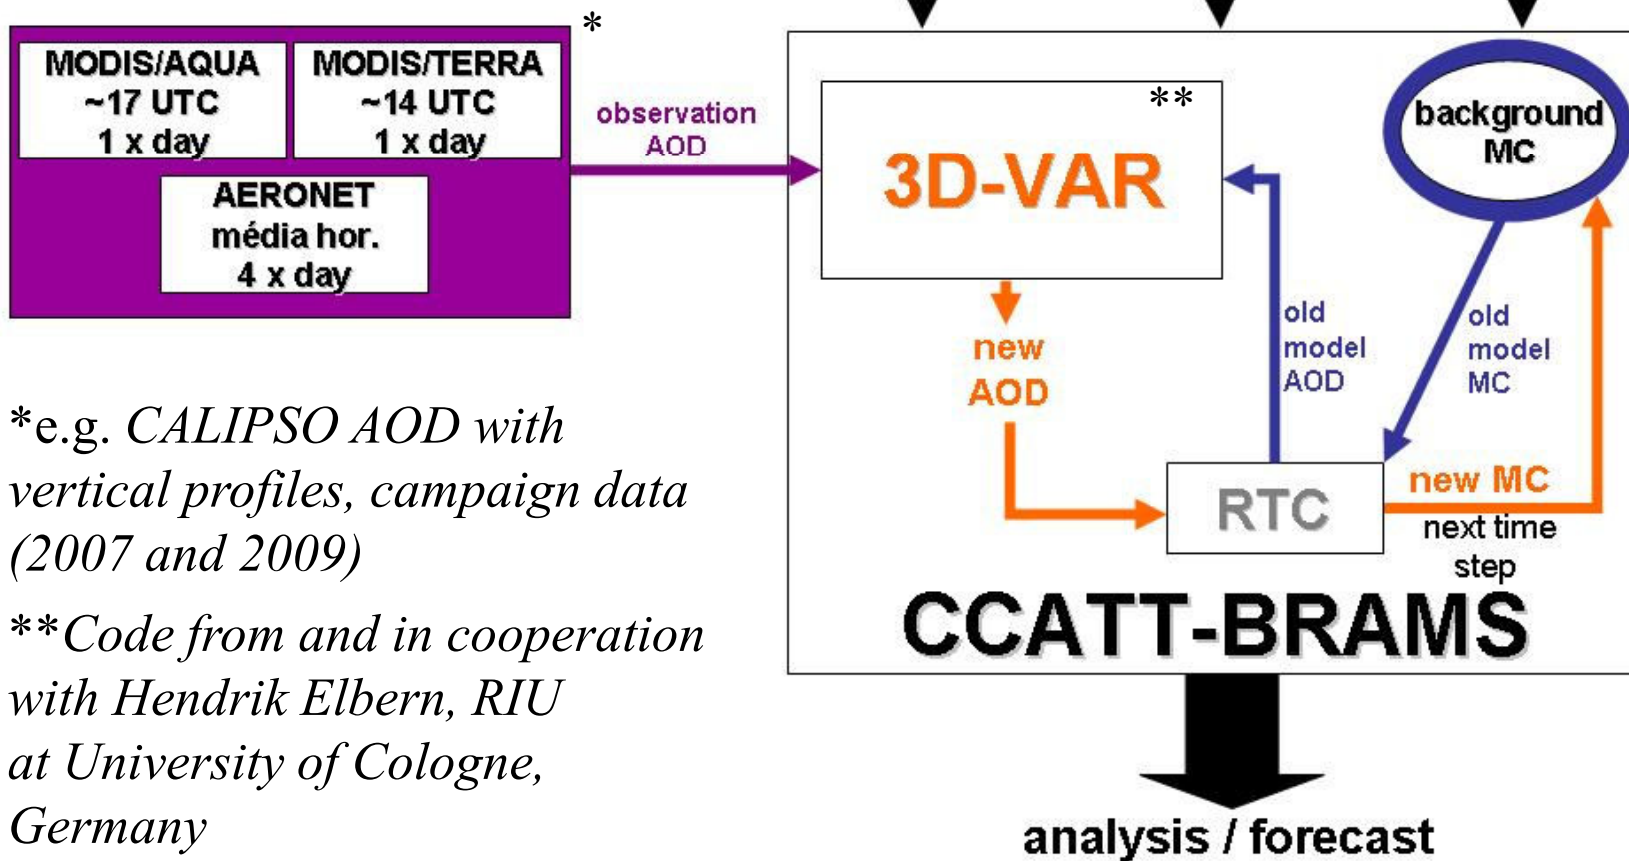 *
MODIS/AQUA
~17 UTC
1 x day
MODIS/TERRA
~14 UTC
1 x day
AERONET
média hor.
4 x day
observation
AOD
**
3D-VAR
background
MC
new
AOD
old
model
AOD
old
model
MC
RTC
new MC
next time
step
CCATT-BRAMS
analysis / forecast
*e.g. CALIPSO AOD with
vertical profiles, campaign data
(2007 and 2009)
**Code from and in cooperation
with Hendrik Elbern, RIU
at University of Cologne,
Germany